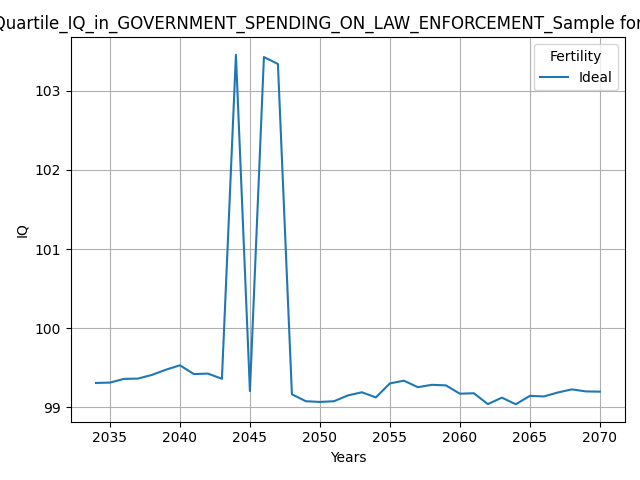 Quartile_IQ_in_GOVERNMENT_SPENDING_ON_LAW_ENFORCEMENT_Sample for
Fertility
Ideal
103
102
101
100
99
IQ
2035 2040 2045 2050 2055 2060 2065 2070
Years